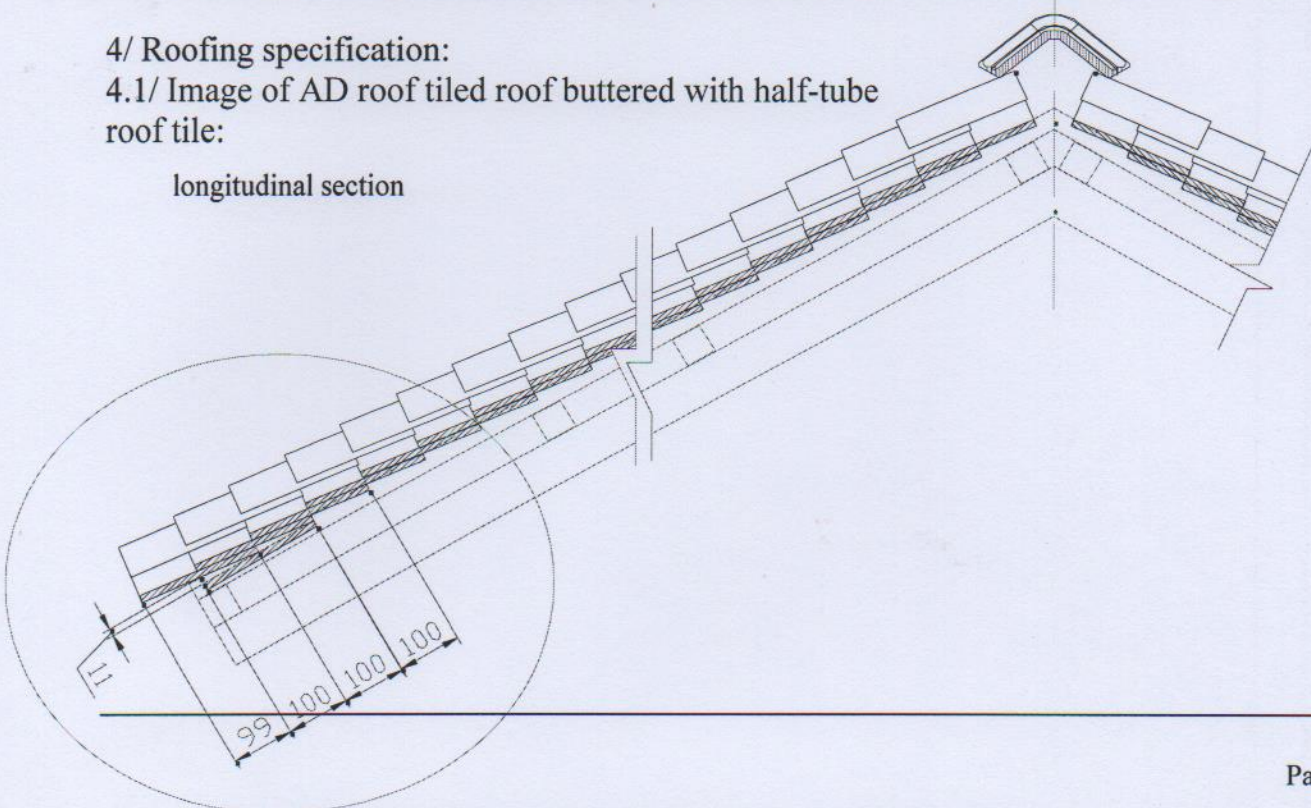 4/ Roofing specification:
4.1/ Image of AD roof tiled roof buttered with half-tube
roof tile:
longitudinal section
11
99
100
100
100
Pa